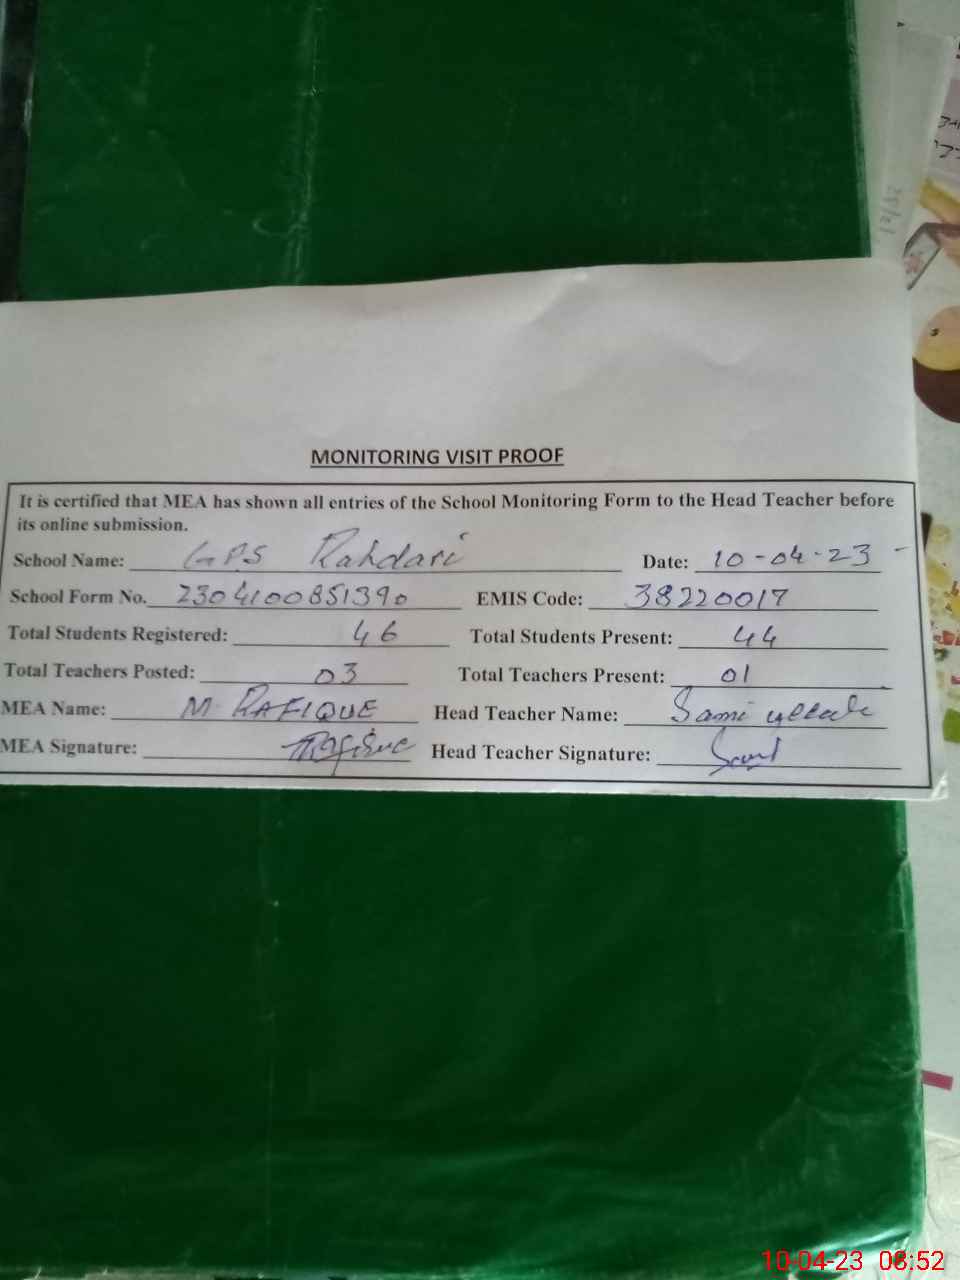 MONITORING VISIT PROOF
It is certified that MEA has shown all entries of the School Monitoring Form to the Head Teacher before
its online submission.
School Name: GPS Rahdari Date: 10-04-23
School Form No. 2304100851390 EMIS Code: 38220017
Total Students Registered: 46 Total Students Present: 44
Total Teachers Posted: 03 Total Teachers Present: 01
MEA Name: M. RAFIQUE Head Teacher Name: Sami ullah
MEA Signature: Rafique Head Teacher Signature:
10-04-23 06:52